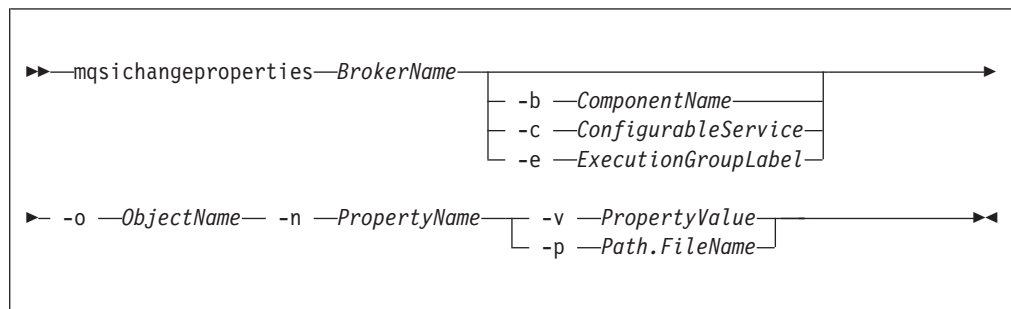 mqsichangeproperties BrokerName
-b ComponentName
-c ConfigurableService
-e ExecutionGroupLabel
-o ObjectName -n PropertyName -v PropertyValue
-p Path.FileName